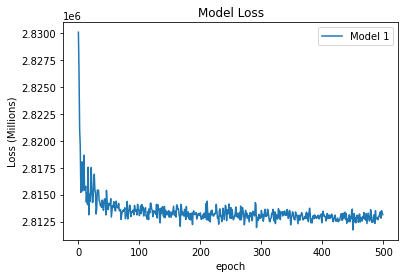 Model Loss
1e6
Model 1
2.8300
2.8275
2.8250
2.8225
2.8200
2.8175
2.8150
2.8125
Loss (Millions)
0 100 200 300 400 500
epoch